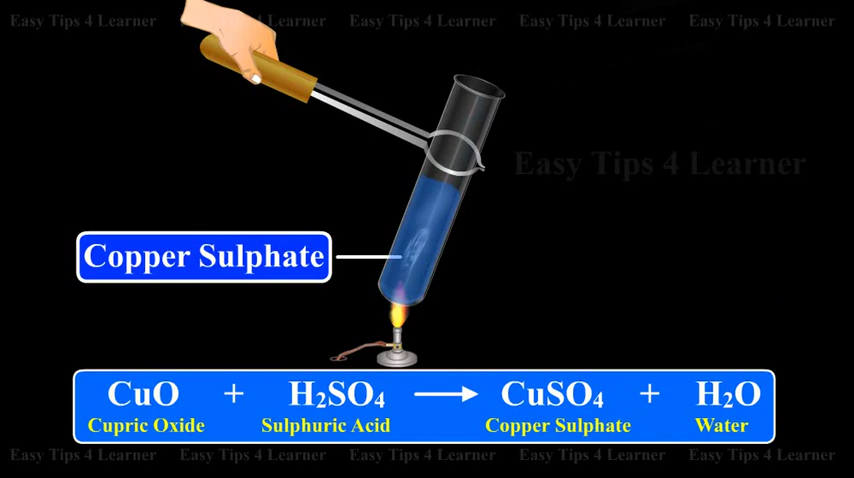 Easy Tips 4 Learner Easy Tips 4 Learner Easy Tips 4 Learner Easy Tips 4 Learner Easy Tips 4 Learner
Easy Tips 4 Learner
Copper Sulphate
CuO + H₂SO₄ → CuSO₄ + H₂O
Cupric Oxide Sulphuric Acid Copper Sulphate Water
Easy Tips 4 Learner Easy Tips 4 Learner Easy Tips 4 Learner Easy Tips 4 Learner Easy Tips 4 Learner